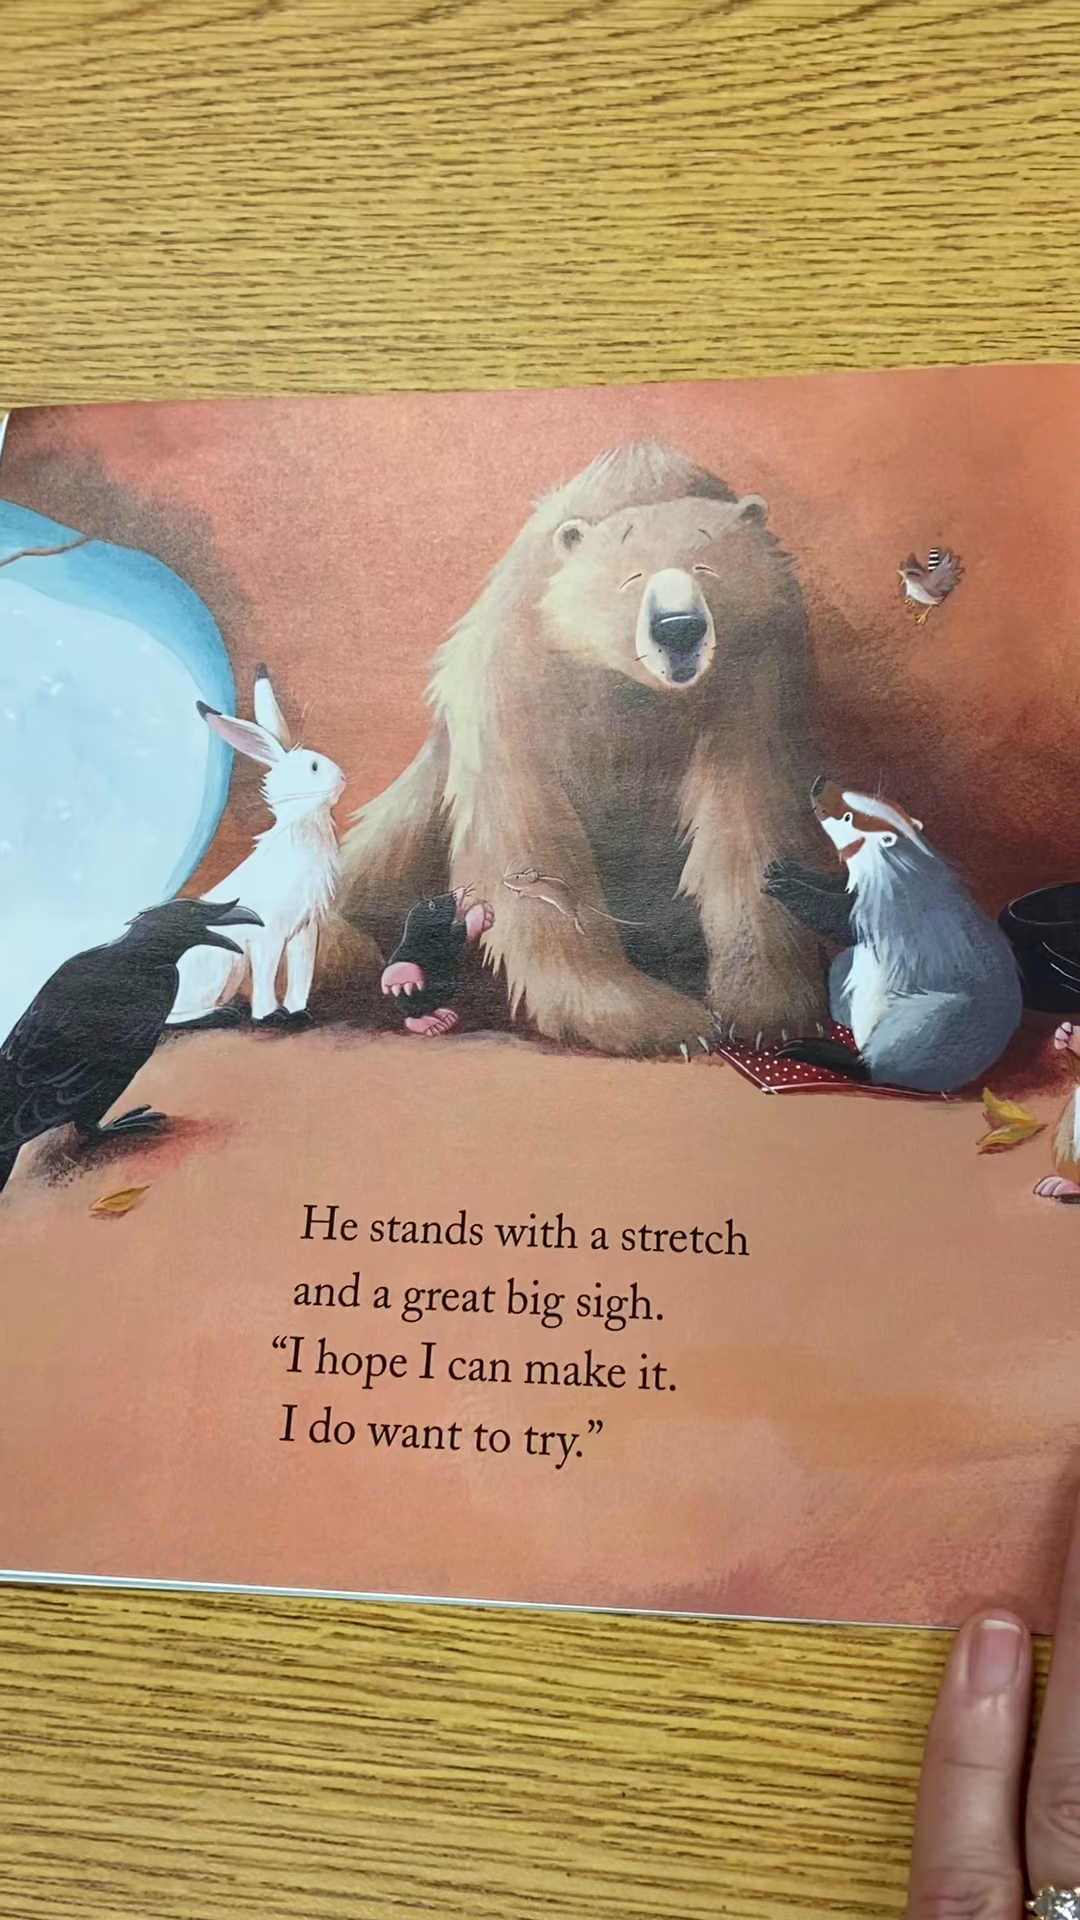 He stands with a stretch
and a great big sigh.
“I hope I can make it.
I do want to try.”